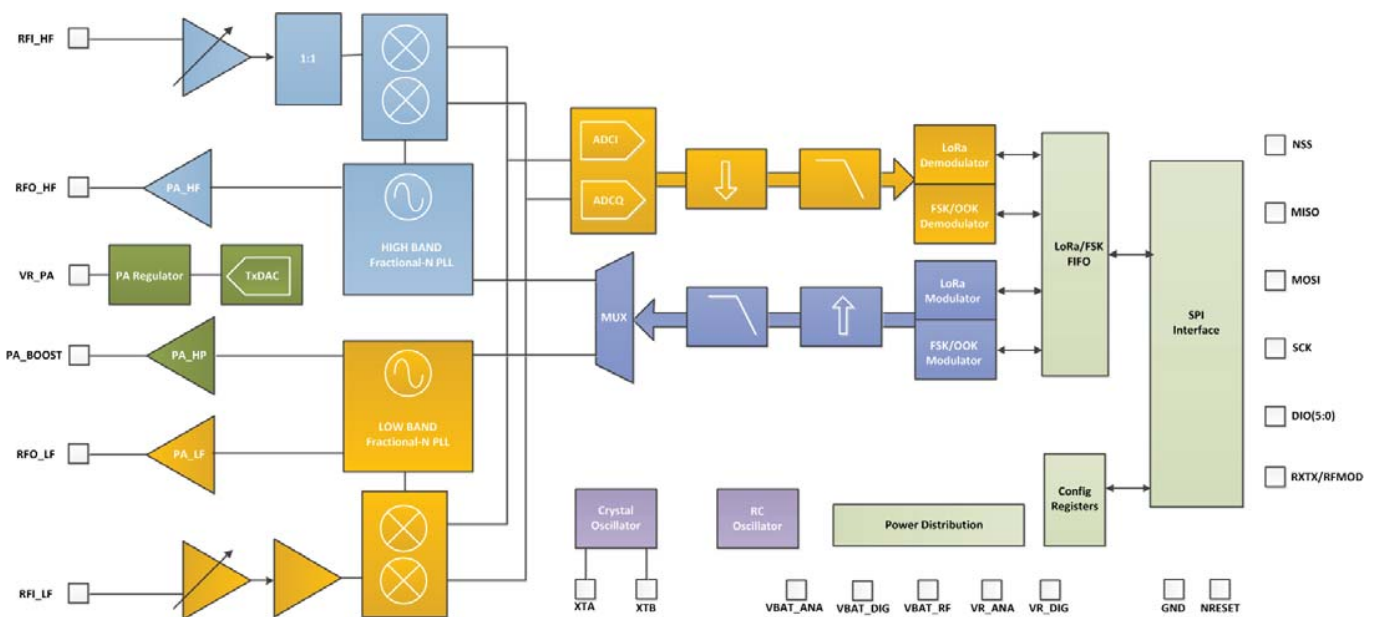 RFI_HF
1:1
RFO_HF
PA_HF
HIGH BAND
Fractional-N PLL
VR_PA
PA Regulator
TxDAC
PA_BOOST
PA_HP
LOW BAND
Fractional-N PLL
RFO_LF
PA_LF
RFI_LF
ADCI
ADCQ
LoRa
Demodulator
FSK/OOK
Demodulator
MUX
LoRa
Modulator
FSK/OOK
Modulator
LoRa/FSK
FIFO
SPI
Interface
Config
Registers
Crystal
Oscillator
RC
Oscillator
Power Distribution
XTA
XTB
VBAT_ANA
VBAT_DIG
VBAT_RF
VR_ANA
VR_DIG
GND
NRESET
NSS
MISO
MOSI
SCK
DIO(5:0)
RXTX/RFMOD